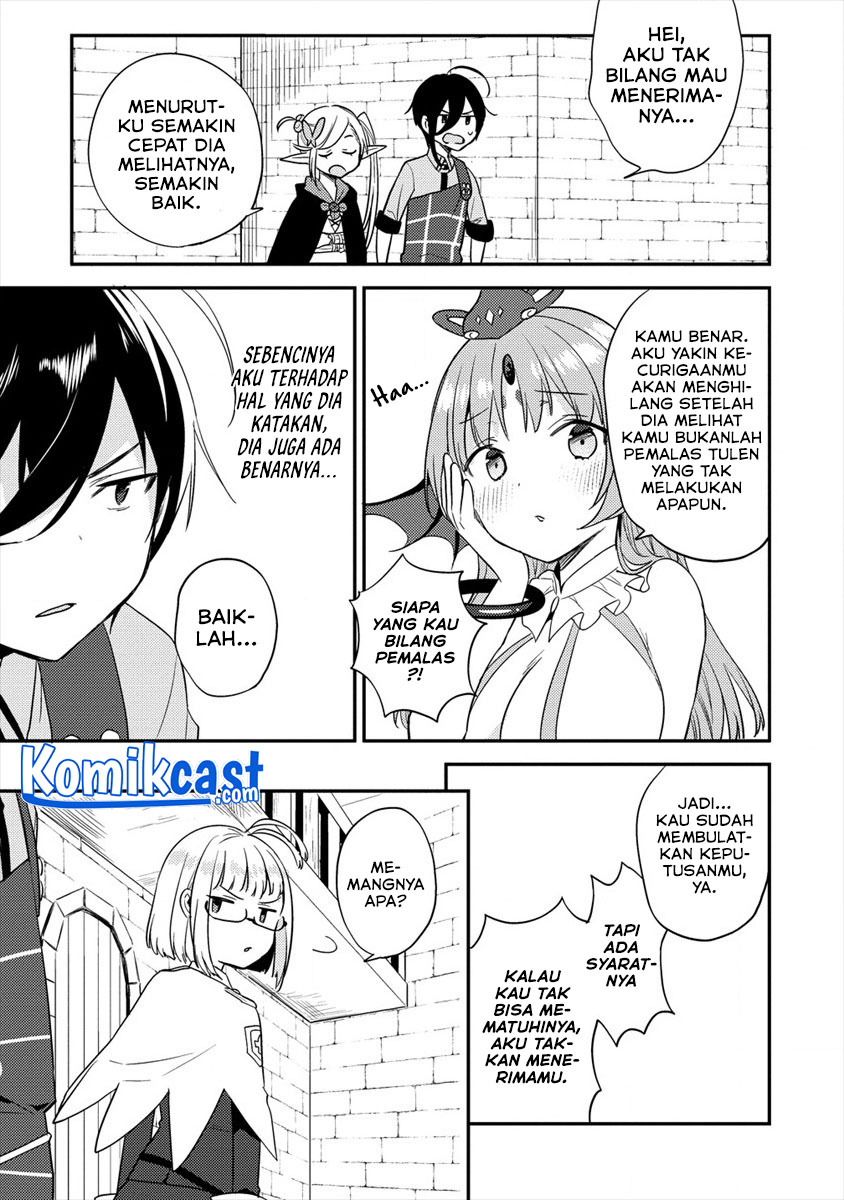 HEI,
AKU TAK
BILANG MAU
MENERIMA-
NYA...
MENURUT-
KU SEMAKIN
CEPAT DIA
MELIHATNYA,
SEMAKIN
BAIK.
KAMU BENAR.
AKU YAKIN KE-
CURIGAANMU
AKAN MENGHI-
LANG SETELAH
DIA MELIHAT
KAMU BUKANLAH
PEMALAS TULEN
YANG TAK
MELAKUKAN
APAPUN.
Haa...
SIAPA
YANG KAU
BILANG
PEMALAS
?!
SEBENCINYA
AKU TERHADAP
HAL YANG DIA
KATAKAN,
DIA JUGA ADA
BENARNYA...
BAIK-
LAH...
JADI...
KAU SUDAH
MEMBULAT-
KAN KEPU-
TUSANMU,
YA.
TAPI
ADA
SYARAT-
NYA
KALAU
KAU TAK
BISA ME-
MATUHINYA,
AKU TAK-
KAN MENE-
RIMAMU.
ME-
MANGNYA
APA?
Komikcast
.com